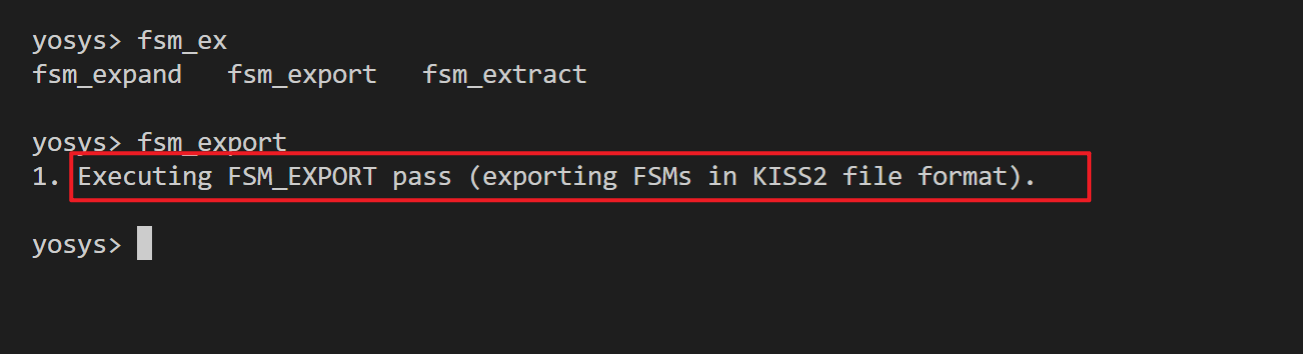 yosys> fsm_ex
fsm_expand   fsm_export   fsm_extract
yosys> fsm_export
1. Executing FSM_EXPORT pass (exporting FSMs in KISS2 file format).
yosys>